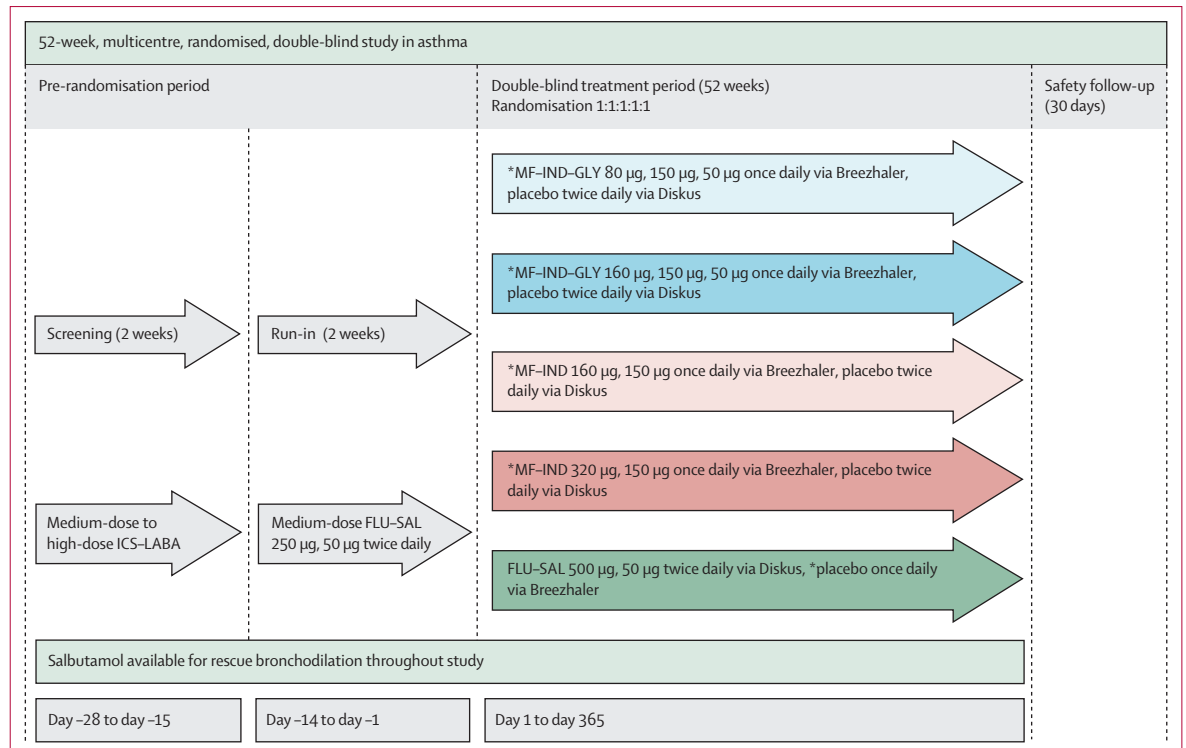 52-week, multicentre, randomised, double-blind study in asthma
Pre-randomisation period
Double-blind treatment period (52 weeks)
Randomisation 1:1:1:1:1
Safety follow-up
(30 days)
*MF–IND–GLY 80 µg, 150 µg, 50 µg once daily via Breezhaler,
placebo twice daily via Diskus
*MF–IND–GLY 160 µg, 150 µg, 50 µg once daily via Breezhaler,
placebo twice daily via Diskus
Screening (2 weeks)
Run-in (2 weeks)
*MF–IND 160 µg, 150 µg once daily via Breezhaler, placebo twice
daily via Diskus
*MF–IND 320 µg, 150 µg once daily via Breezhaler, placebo twice
daily via Diskus
Medium-dose to
high-dose ICS–LABA
Medium-dose FLU–SAL
250 µg, 50 µg twice daily
FLU–SAL 500 µg, 50 µg twice daily via Diskus, *placebo once daily
via Breezhaler
Salbutamol available for rescue bronchodilation throughout study
Day –28 to day –15
Day –14 to day –1
Day 1 to day 365